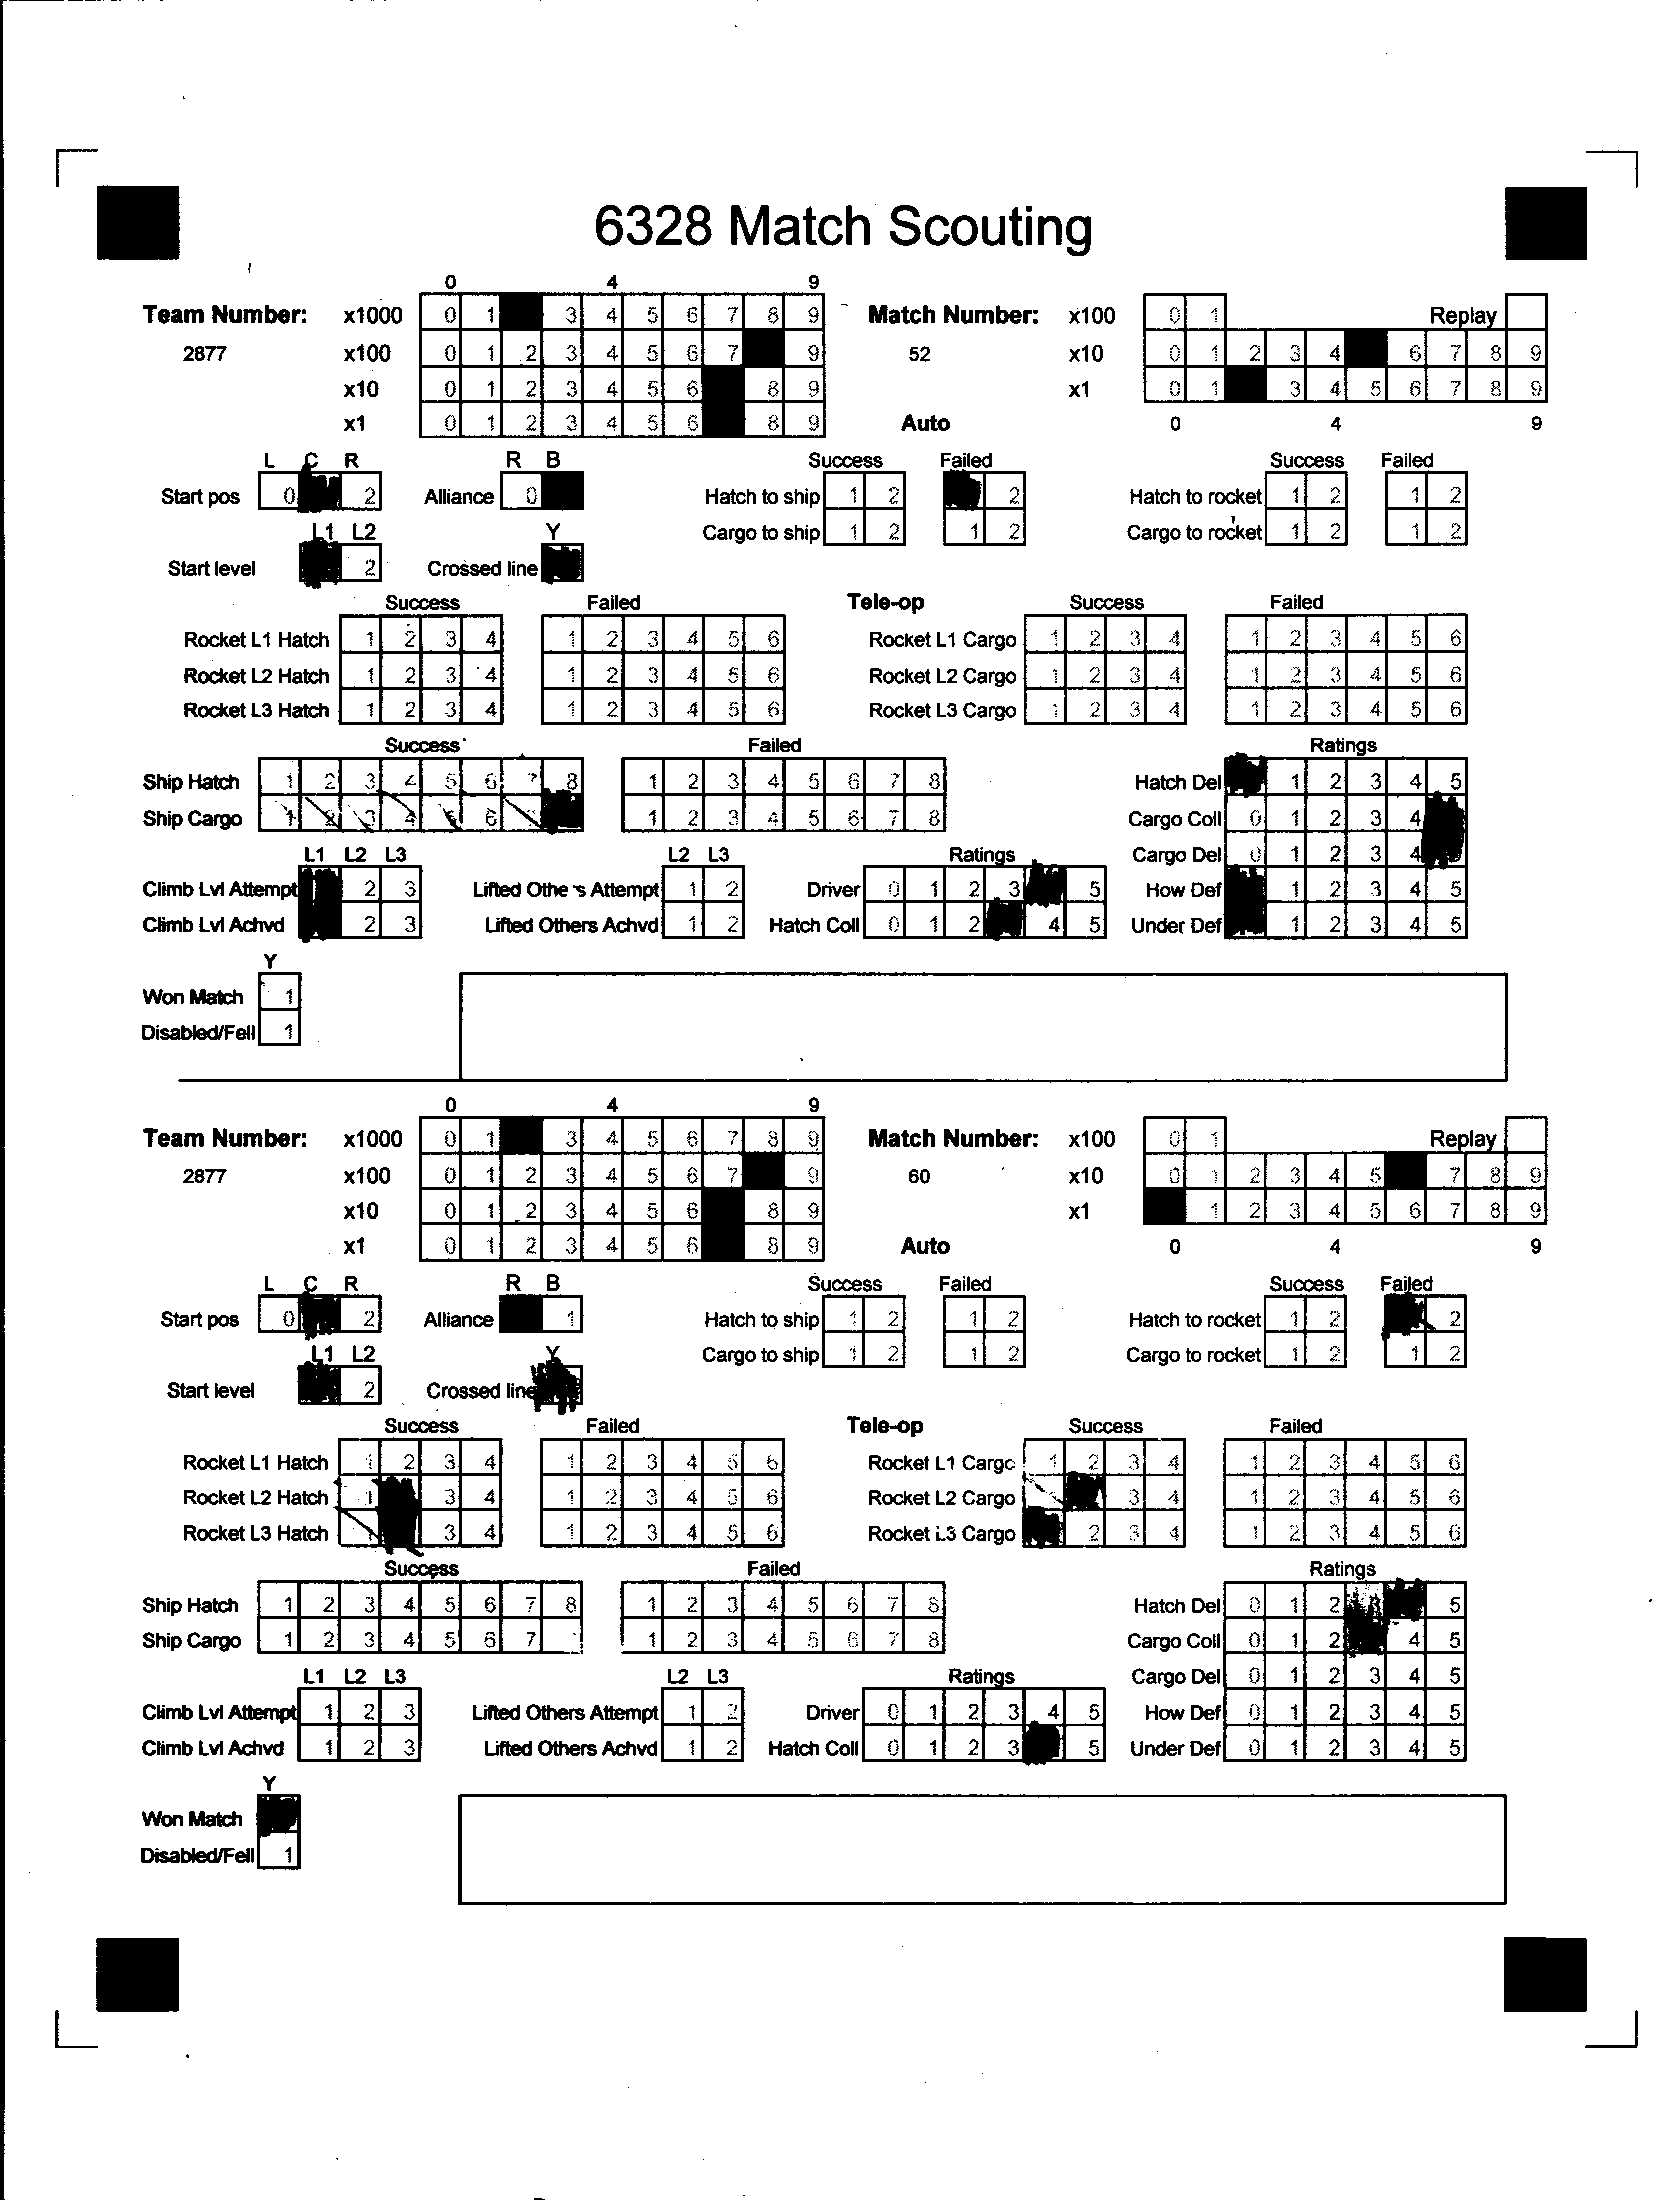 6328 Match Scouting
0 4 9
Team Number: x1000 0 1 3 4 5 6 7 8 9 Match Number: x100 0 1 Replay
2877 x100 0 1 2 3 4 5 6 7 9 52 x10 0 1 2 3 4 6 7 8 9
x10 0 1 2 3 4 5 6 8 9 x1 0 1 3 4 5 6 7 8 9
x1 0 1 2 3 4 5 6 8 9 Auto 0 4 9
L C R R B Success Failed Success Failed
Start pos 0 2 Alliance 0 Hatch to ship 1 2 2 Hatch to rocket 1 2 1 2
L1 L2 Y Cargo to ship 1 2 1 2 Cargo to rocket 1 2 1 2
Start level 2 Crossed line
Success Failed Tele-op Success Failed
Rocket L1 Hatch 1 2 3 4 1 2 3 4 5 6 Rocket L1 Cargo 1 2 3 4 1 2 3 4 5 6
Rocket L2 Hatch 1 2 3 4 1 2 3 4 5 6 Rocket L2 Cargo 1 2 3 4 1 2 3 4 5 6
Rocket L3 Hatch 1 2 3 4 1 2 3 4 5 6 Rocket L3 Cargo 1 2 3 4 1 2 3 4 5 6
Success Failed Ratings
Ship Hatch 1 2 3 4 5 6 7 8 1 2 3 4 5 6 7 8 Hatch Del 1 2 3 4 5
Ship Cargo 1 2 3 4 5 6 1 2 3 4 5 6 7 8 Cargo Coll 0 1 2 3 4
L1 L2 L3 L2 L3 Ratings Cargo Del 0 1 2 3 4
Climb Lvl Attempt 2 3 Lifted Others Attempt 1 2 Driver 0 1 2 3 5 How Def 1 2 3 4 5
Climb Lvl Achvd 2 3 Lifted Others Achvd 1 2 Hatch Coll 0 1 2 4 5 Under Def 1 2 3 4 5
Y
Won Match 1
Disabled/Fell 1
0 4 9
Team Number: x1000 0 1 3 4 5 6 7 8 9 Match Number: x100 0 1 Replay
2877 x100 0 1 2 3 4 5 6 7 9 60 x10 0 1 2 3 4 5 7 8 9
x10 0 1 2 3 4 5 6 8 9 x1 1 2 3 4 5 6 7 8 9
x1 0 1 2 3 4 5 6 8 9 Auto 0 4 9
L C R R B Success Failed Success Failed
Start pos 0 2 Alliance 1 Hatch to ship 1 2 1 2 Hatch to rocket 1 2 2
L1 L2 Y Cargo to ship 1 2 1 2 Cargo to rocket 1 2 1 2
Start level 2 Crossed line
Success Failed Tele-op Success Failed
Rocket L1 Hatch 1 2 3 4 1 2 3 4 5 6 Rocket L1 Cargo 1 2 3 4 1 2 3 4 5 6
Rocket L2 Hatch 1 3 4 1 2 3 4 5 6 Rocket L2 Cargo 3 4 1 2 3 4 5 6
Rocket L3 Hatch 1 3 4 1 2 3 4 5 6 Rocket L3 Cargo 2 3 4 1 2 3 4 5 6
Success Failed Ratings
Ship Hatch 1 2 3 4 5 6 7 8 1 2 3 4 5 6 7 8 Hatch Del 0 1 2 5
Ship Cargo 1 2 3 4 5 6 7 1 2 3 4 5 6 7 8 Cargo Coll 0 1 2 4 5
L1 L2 L3 L2 L3 Ratings Cargo Del 0 1 2 3 4 5
Climb Lvl Attempt 1 2 3 Lifted Others Attempt 1 2 Driver 0 1 2 3 4 5 How Def 0 1 2 3 4 5
Climb Lvl Achvd 1 2 3 Lifted Others Achvd 1 2 Hatch Coll 0 1 2 3 5 Under Def 0 1 2 3 4 5
Y
Won Match
Disabled/Fell 1